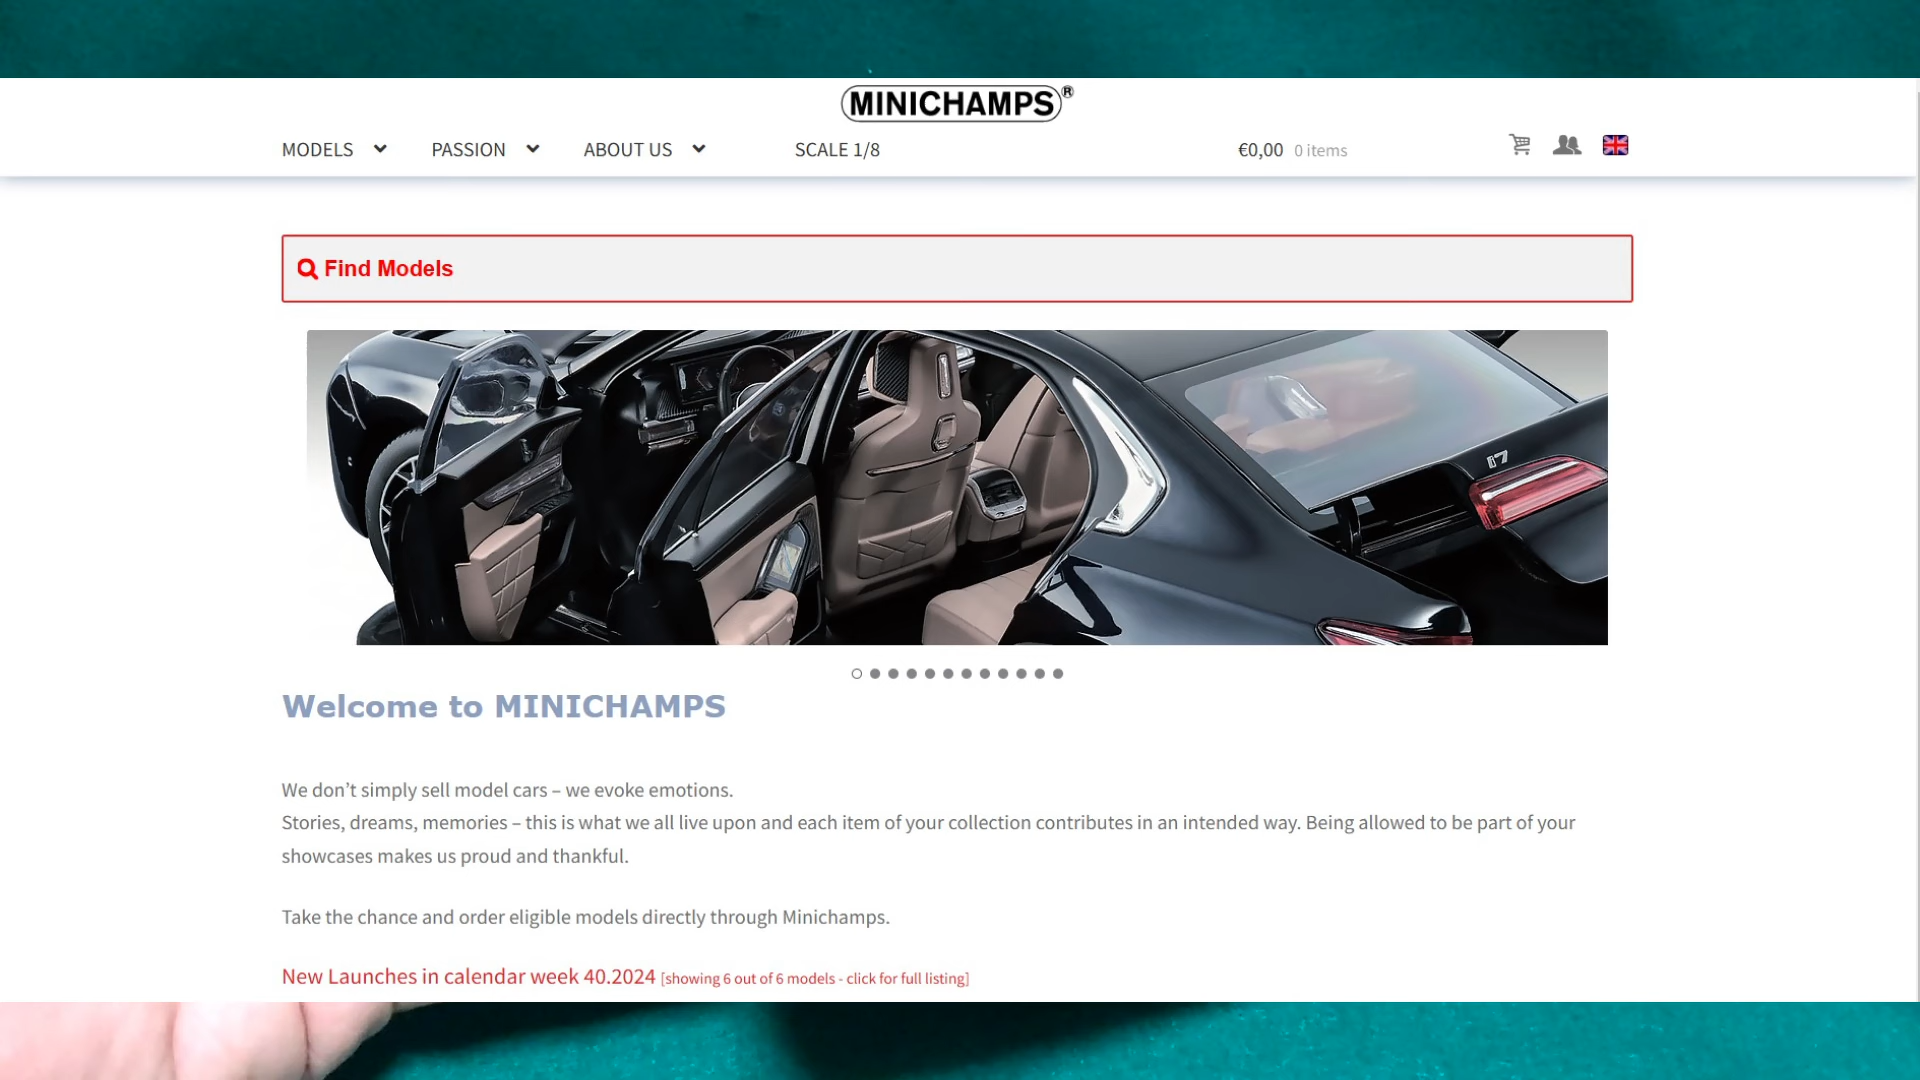 MINICHAMPS®
MODELS PASSION ABOUT US SCALE 1/8 €0,00 0 items
Find Models
i7
Welcome to MINICHAMPS
We don’t simply sell model cars – we evoke emotions.
Stories, dreams, memories – this is what we all live upon and each item of your collection contributes in an intended way. Being allowed to be part of your
showcases makes us proud and thankful.
Take the chance and order eligible models directly through Minichamps.
New Launches in calendar week 40.2024 [showing 6 out of 6 models - click for full listing]